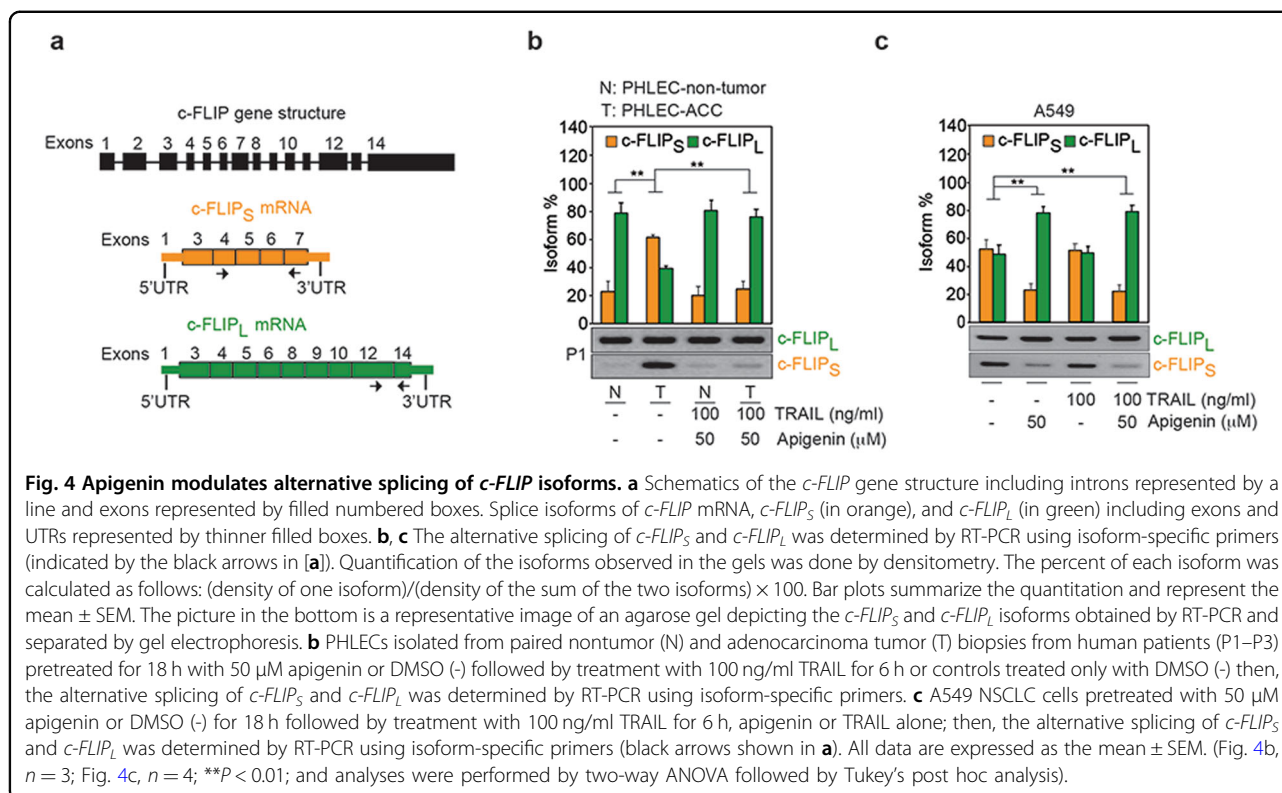 a
c-FLIP gene structure
Exons 1 2 3 4 5 6 7 8 9 10 12 14
c-FLIPS mRNA
Exons 1 3 4 5 6 7
5'UTR 3'UTR
c-FLIPL mRNA
Exons 1 3 4 5 6 8 9 10 12 14
5'UTR 3'UTR
b
N: PHLEC-non-tumor
T: PHLEC-ACC
c-FLIPS c-FLIPL
** **
Isoform %
140
120
100
80
60
40
20
0
c-FLIPL
P1 c-FLIPS
N T N T
- - 100 100 TRAIL (ng/ml)
- - 50 50 Apigenin (μM)
c
A549
c-FLIPS c-FLIPL
**
**
Isoform %
140
120
100
80
60
40
20
0
c-FLIPL
c-FLIPS
- - 100 100 TRAIL (ng/ml)
- 50 - 50 Apigenin (μM)
Fig. 4 Apigenin modulates alternative splicing of c-FLIP isoforms. a Schematics of the c-FLIP gene structure including introns represented by a
line and exons represented by filled numbered boxes. Splice isoforms of c-FLIP mRNA, c-FLIPS (in orange), and c-FLIPL (in green) including exons and
UTRs represented by thinner filled boxes. b, c The alternative splicing of c-FLIPS and c-FLIPL was determined by RT-PCR using isoform-specific primers
(indicated by the black arrows in [a]). Quantification of the isoforms observed in the gels was done by densitometry. The percent of each isoform was
calculated as follows: (density of one isoform)/(density of the sum of the two isoforms) × 100. Bar plots summarize the quantitation and represent the
mean ± SEM. The picture in the bottom is a representative image of an agarose gel depicting the c-FLIPS and c-FLIPL isoforms obtained by RT-PCR and
separated by gel electrophoresis. b PHLECs isolated from paired nontumor (N) and adenocarcinoma tumor (T) biopsies from human patients (P1–P3)
pretreated for 18 h with 50 μM apigenin or DMSO (-) followed by treatment with 100 ng/ml TRAIL for 6 h or controls treated only with DMSO (-) then,
the alternative splicing of c-FLIPS and c-FLIPL was determined by RT-PCR using isoform-specific primers. c A549 NSCLC cells pretreated with 50 μM
apigenin or DMSO (-) for 18 h followed by treatment with 100 ng/ml TRAIL for 6 h, apigenin or TRAIL alone; then, the alternative splicing of c-FLIPS
and c-FLIPL was determined by RT-PCR using isoform-specific primers (black arrows shown in a). All data are expressed as the mean ± SEM. (Fig. 4b,
n = 3; Fig. 4c, n = 4; **P < 0.01; and analyses were performed by two-way ANOVA followed by Tukey's post hoc analysis).